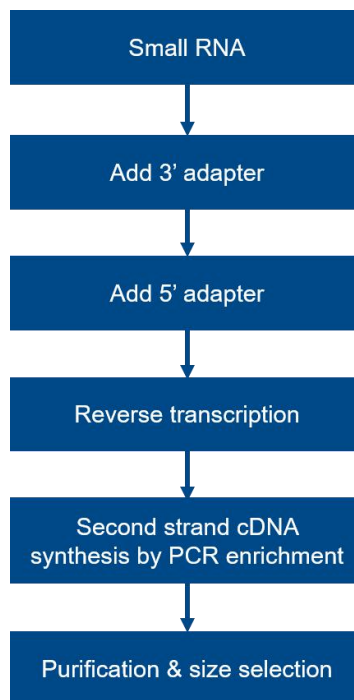 Small RNA
Add 3’ adapter
Add 5’ adapter
Reverse transcription
Second strand cDNA
synthesis by PCR enrichment
Purification & size selection